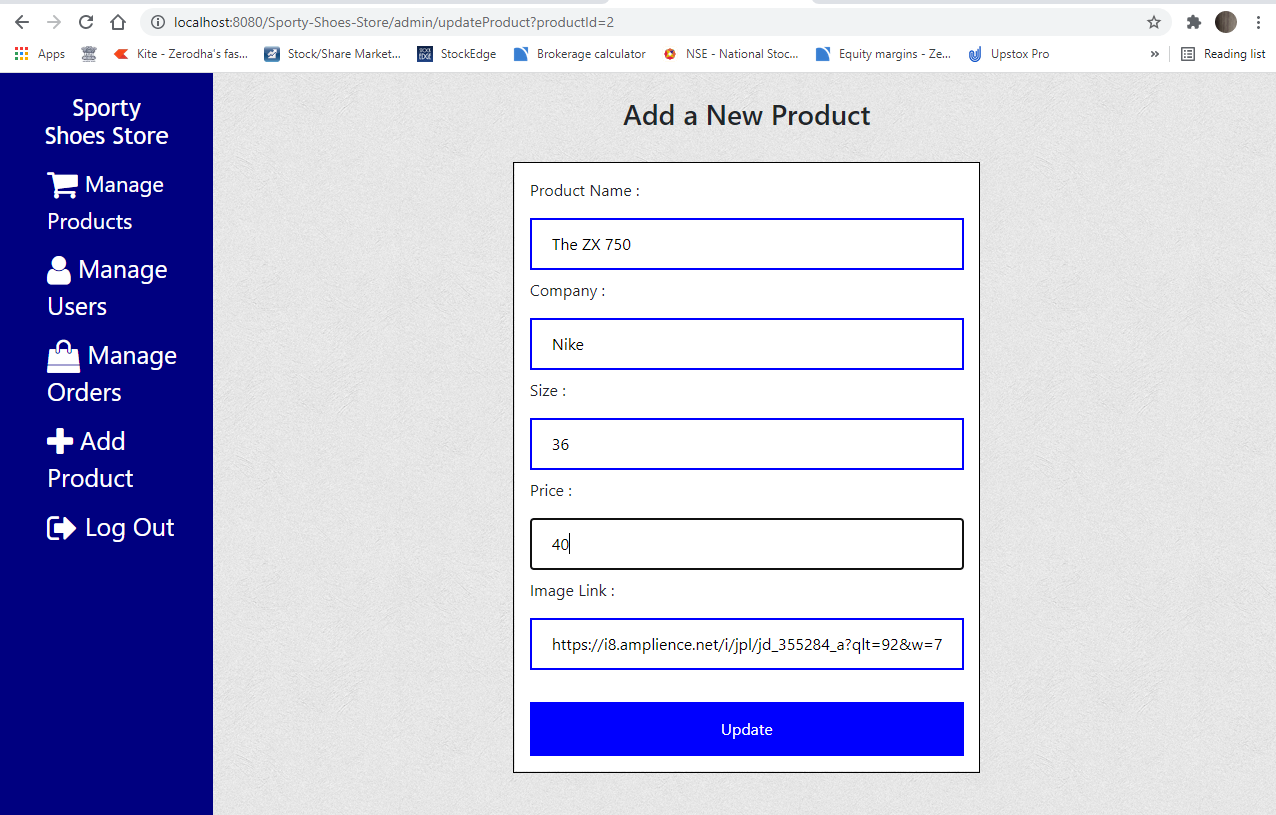 localhost:8080/Sporty-Shoes-Store/admin/updateProduct?productId=2
Apps
Kite - Zerodha's fas...
Stock/Share Market...
StockEdge
Brokerage calculator
NSE - National Stoc...
Equity margins - Ze...
Upstox Pro
»
Reading list
Sporty
Shoes Store
Manage
Products
Manage
Users
Manage
Orders
Add
Product
Log Out
Add a New Product
Product Name :
The ZX 750
Company :
Nike
Size :
36
Price :
40
Image Link :
https://i8.amplience.net/i/jpl/jd_355284_a?qlt=92&w=7
Update